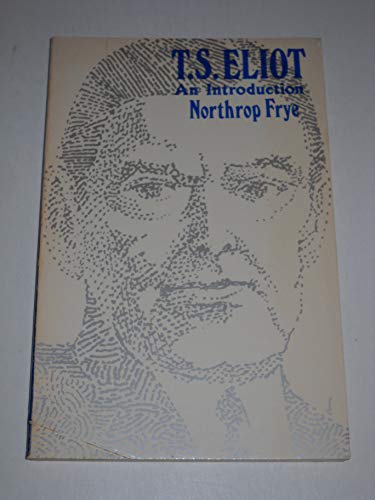 T.S. ELIOT
An Introduction
Northrop Frye